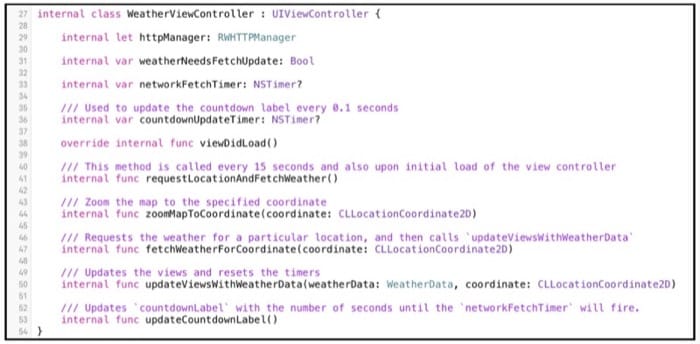 27 internal class WeatherViewController : UIViewController {
28
29 internal let httpManager: RWHTTPManager
30
31 internal var weatherNeedsFetchUpdate: Bool
32
33 internal var networkFetchTimer: NSTimer?
34
35 /// Used to update the countdown label every 0.1 seconds
36 internal var countdownUpdateTimer: NSTimer?
37
38 override internal func viewDidLoad()
39
40 /// This method is called every 15 seconds and also upon initial load of the view controller
41 internal func requestLocationAndFetchWeather()
42
43 /// Zoom the map to the specified coordinate
44 internal func zoomMapToCoordinate(coordinate: CLLocationCoordinate2D)
45
46 /// Requests the weather for a particular location, and then calls `updateViewsWithWeatherData`
47 internal func fetchWeatherForCoordinate(coordinate: CLLocationCoordinate2D)
48
49 /// Updates the views and resets the timers
50 internal func updateViewsWithWeatherData(weatherData: WeatherData, coordinate: CLLocationCoordinate2D)
51
52 /// Updates `countdownLabel` with the number of seconds until the `networkFetchTimer` will fire.
53 internal func updateCountdownLabel()
54 }